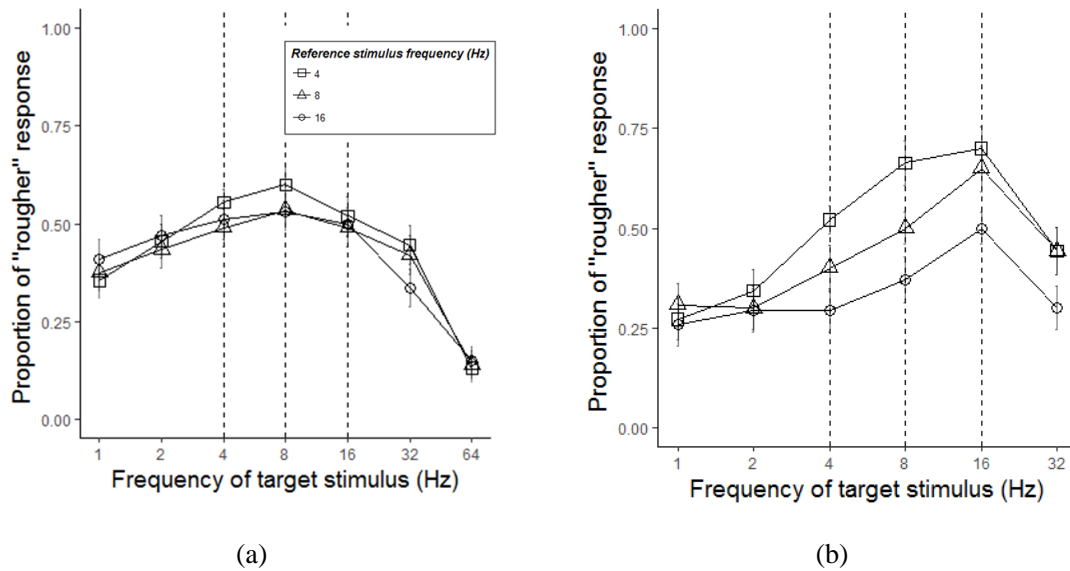 Proportion of "rougher" response
1.00
0.75
0.50
0.25
0.00
Reference stimulus frequency (Hz)
4
8
16
1 2 4 8 16 32 64
Frequency of target stimulus (Hz)
(a)
Proportion of "rougher" response
1.00
0.75
0.50
0.25
0.00
1 2 4 8 16 32
Frequency of target stimulus (Hz)
(b)